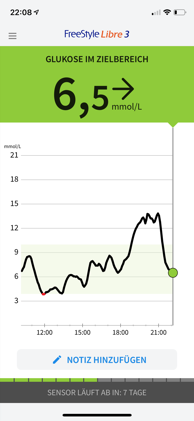 22:08
FreeStyle Libre 3
GLUKOSE IM ZIELBEREICH
6,5 mmol/L
mmol/L
21
18
15
12
9
6
3
12:00 15:00 18:00 21:00
NOTIZ HINZUFÜGEN
SENSOR LÄUFT AB IN: 7 TAGE